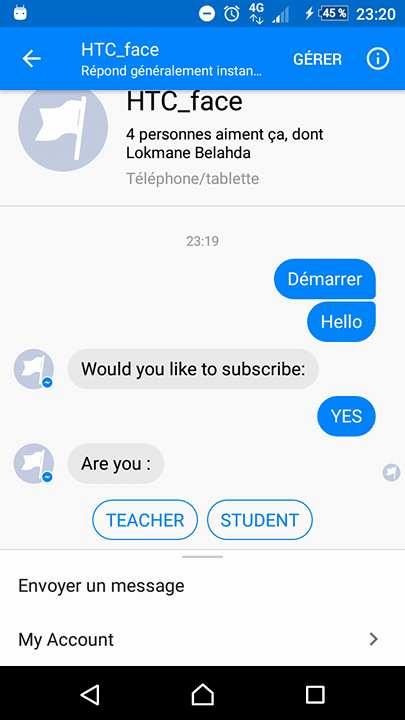 4G 45 % 23:20
HTC_face
Répond généralement instan...
GÉRER
HTC_face
4 personnes aiment ça, dont
Lokmane Belahda
Téléphone/tablette
23:19
Démarrer
Hello
Would you like to subscribe:
YES
Are you :
TEACHER STUDENT
Envoyer un message
My Account